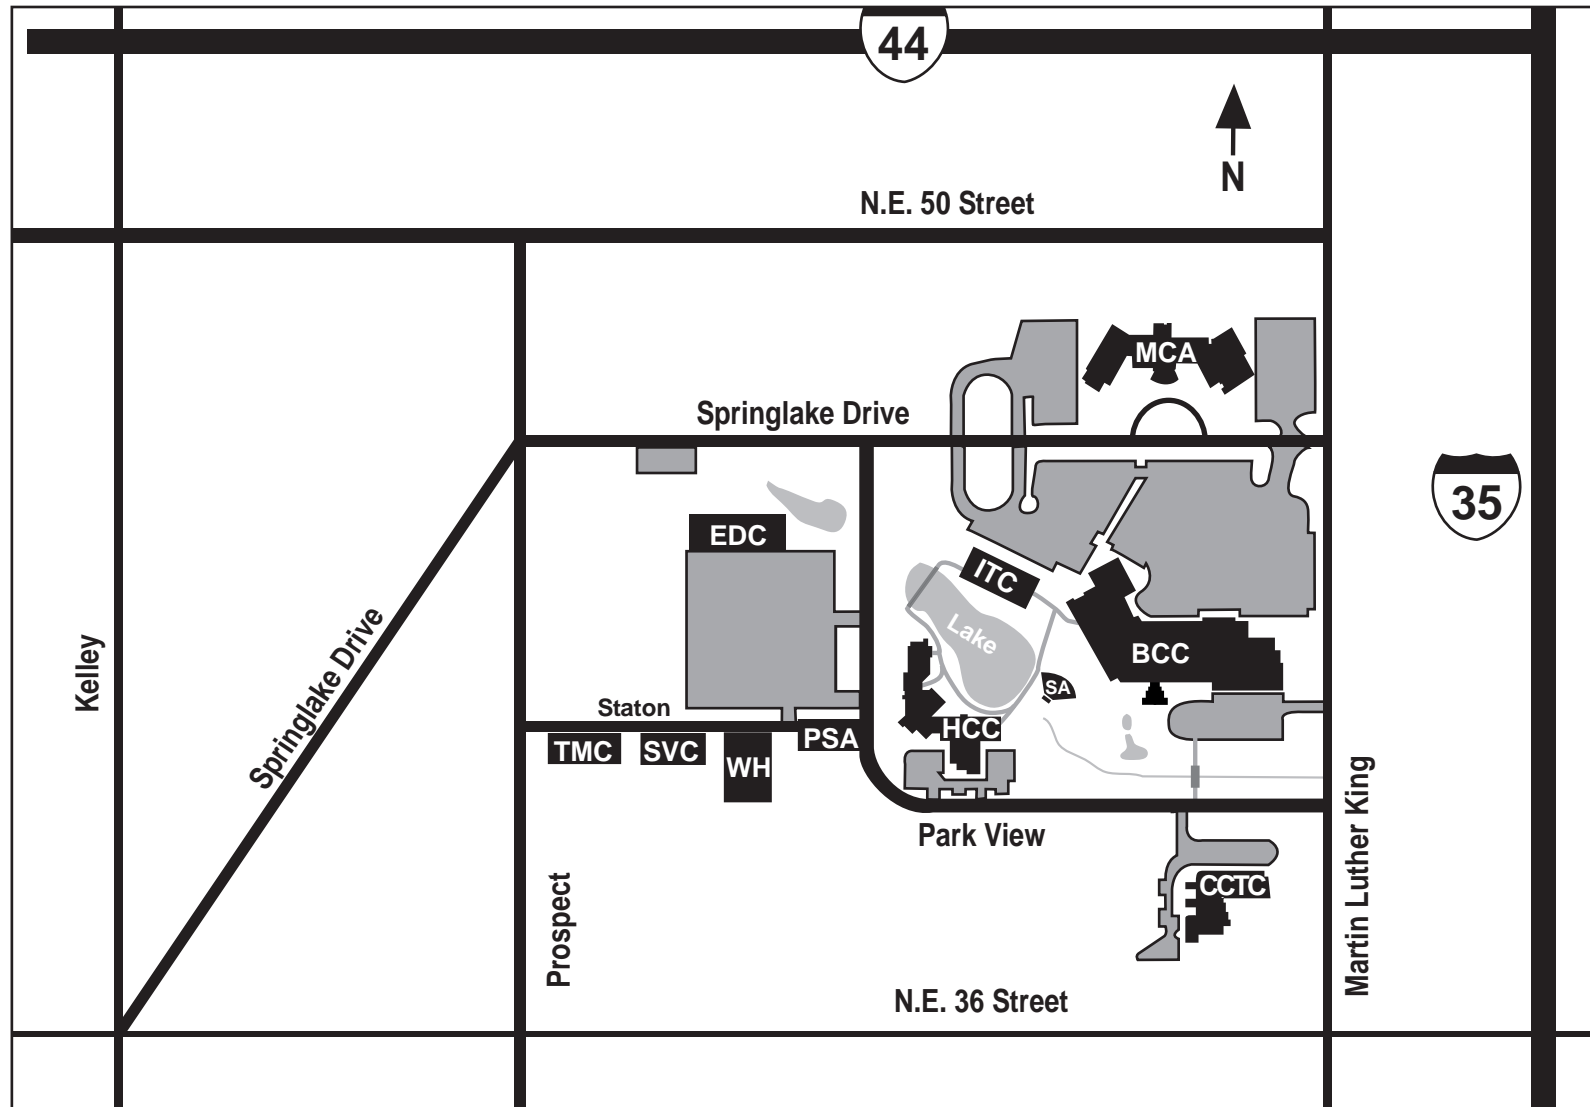 44
N
N.E. 50 Street
MCA
Springlake Drive
35
EDC
ITC
Lake
Kelley
Springlake Drive
BCC
SA
Staton
HCC
PSA
TMC
SVC
WH
Park View
CCTC
Prospect
Martin Luther King
N.E. 36 Street